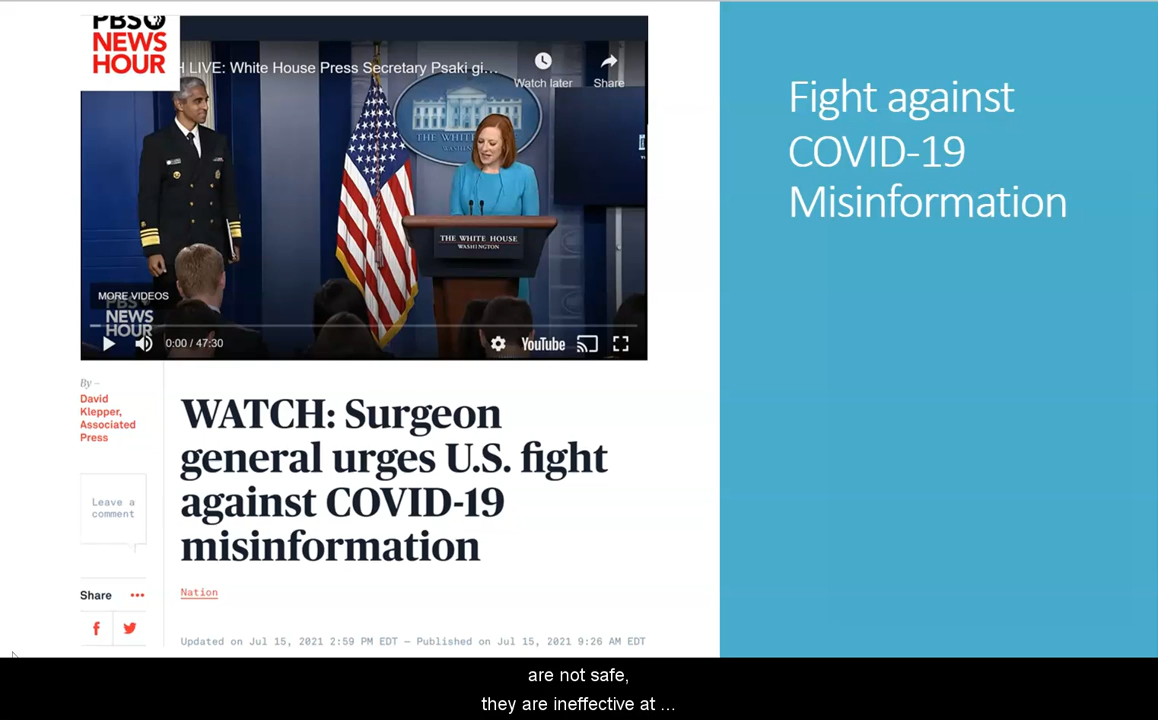 PBS
NEWS
HOUR
H LIVE: White House Press Secretary Psaki gi...
Watch later
Share
THE WHITE
THE WHITE HOUSE
WASHINGTON
MORE VIDEOS
PBS
NEWS
HOUR
0:00 / 47:30
YouTube
By –
David
Klepper,
Associated
Press
WATCH: Surgeon
general urges U.S. fight
against COVID-19
misinformation
Leave a
comment
Nation
Share
Updated on Jul 15, 2021 2:59 PM EDT — Published on Jul 15, 2021 9:26 AM EDT
Fight against
COVID-19
Misinformation
are not safe,
they are ineffective at ...